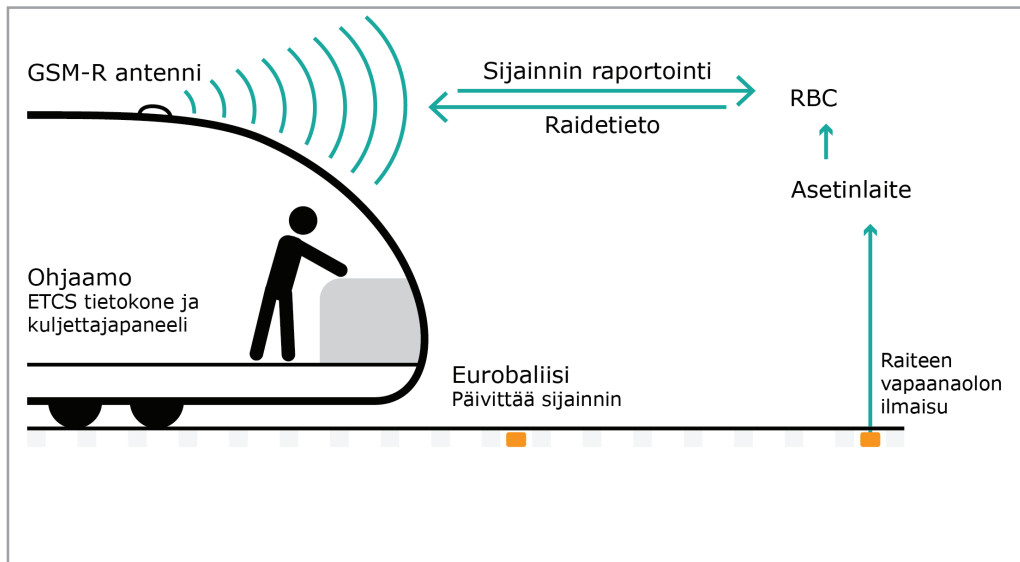 GSM-R antenni
Sijainnin raportointi
Raidetieto
RBC
Asetinlaite
Ohjaamo
ETCS tietokone ja
kuljettajapaneeli
Eurobaliisi
Päivittää sijainnin
Raiteen
vapaanaolon
ilmaisu